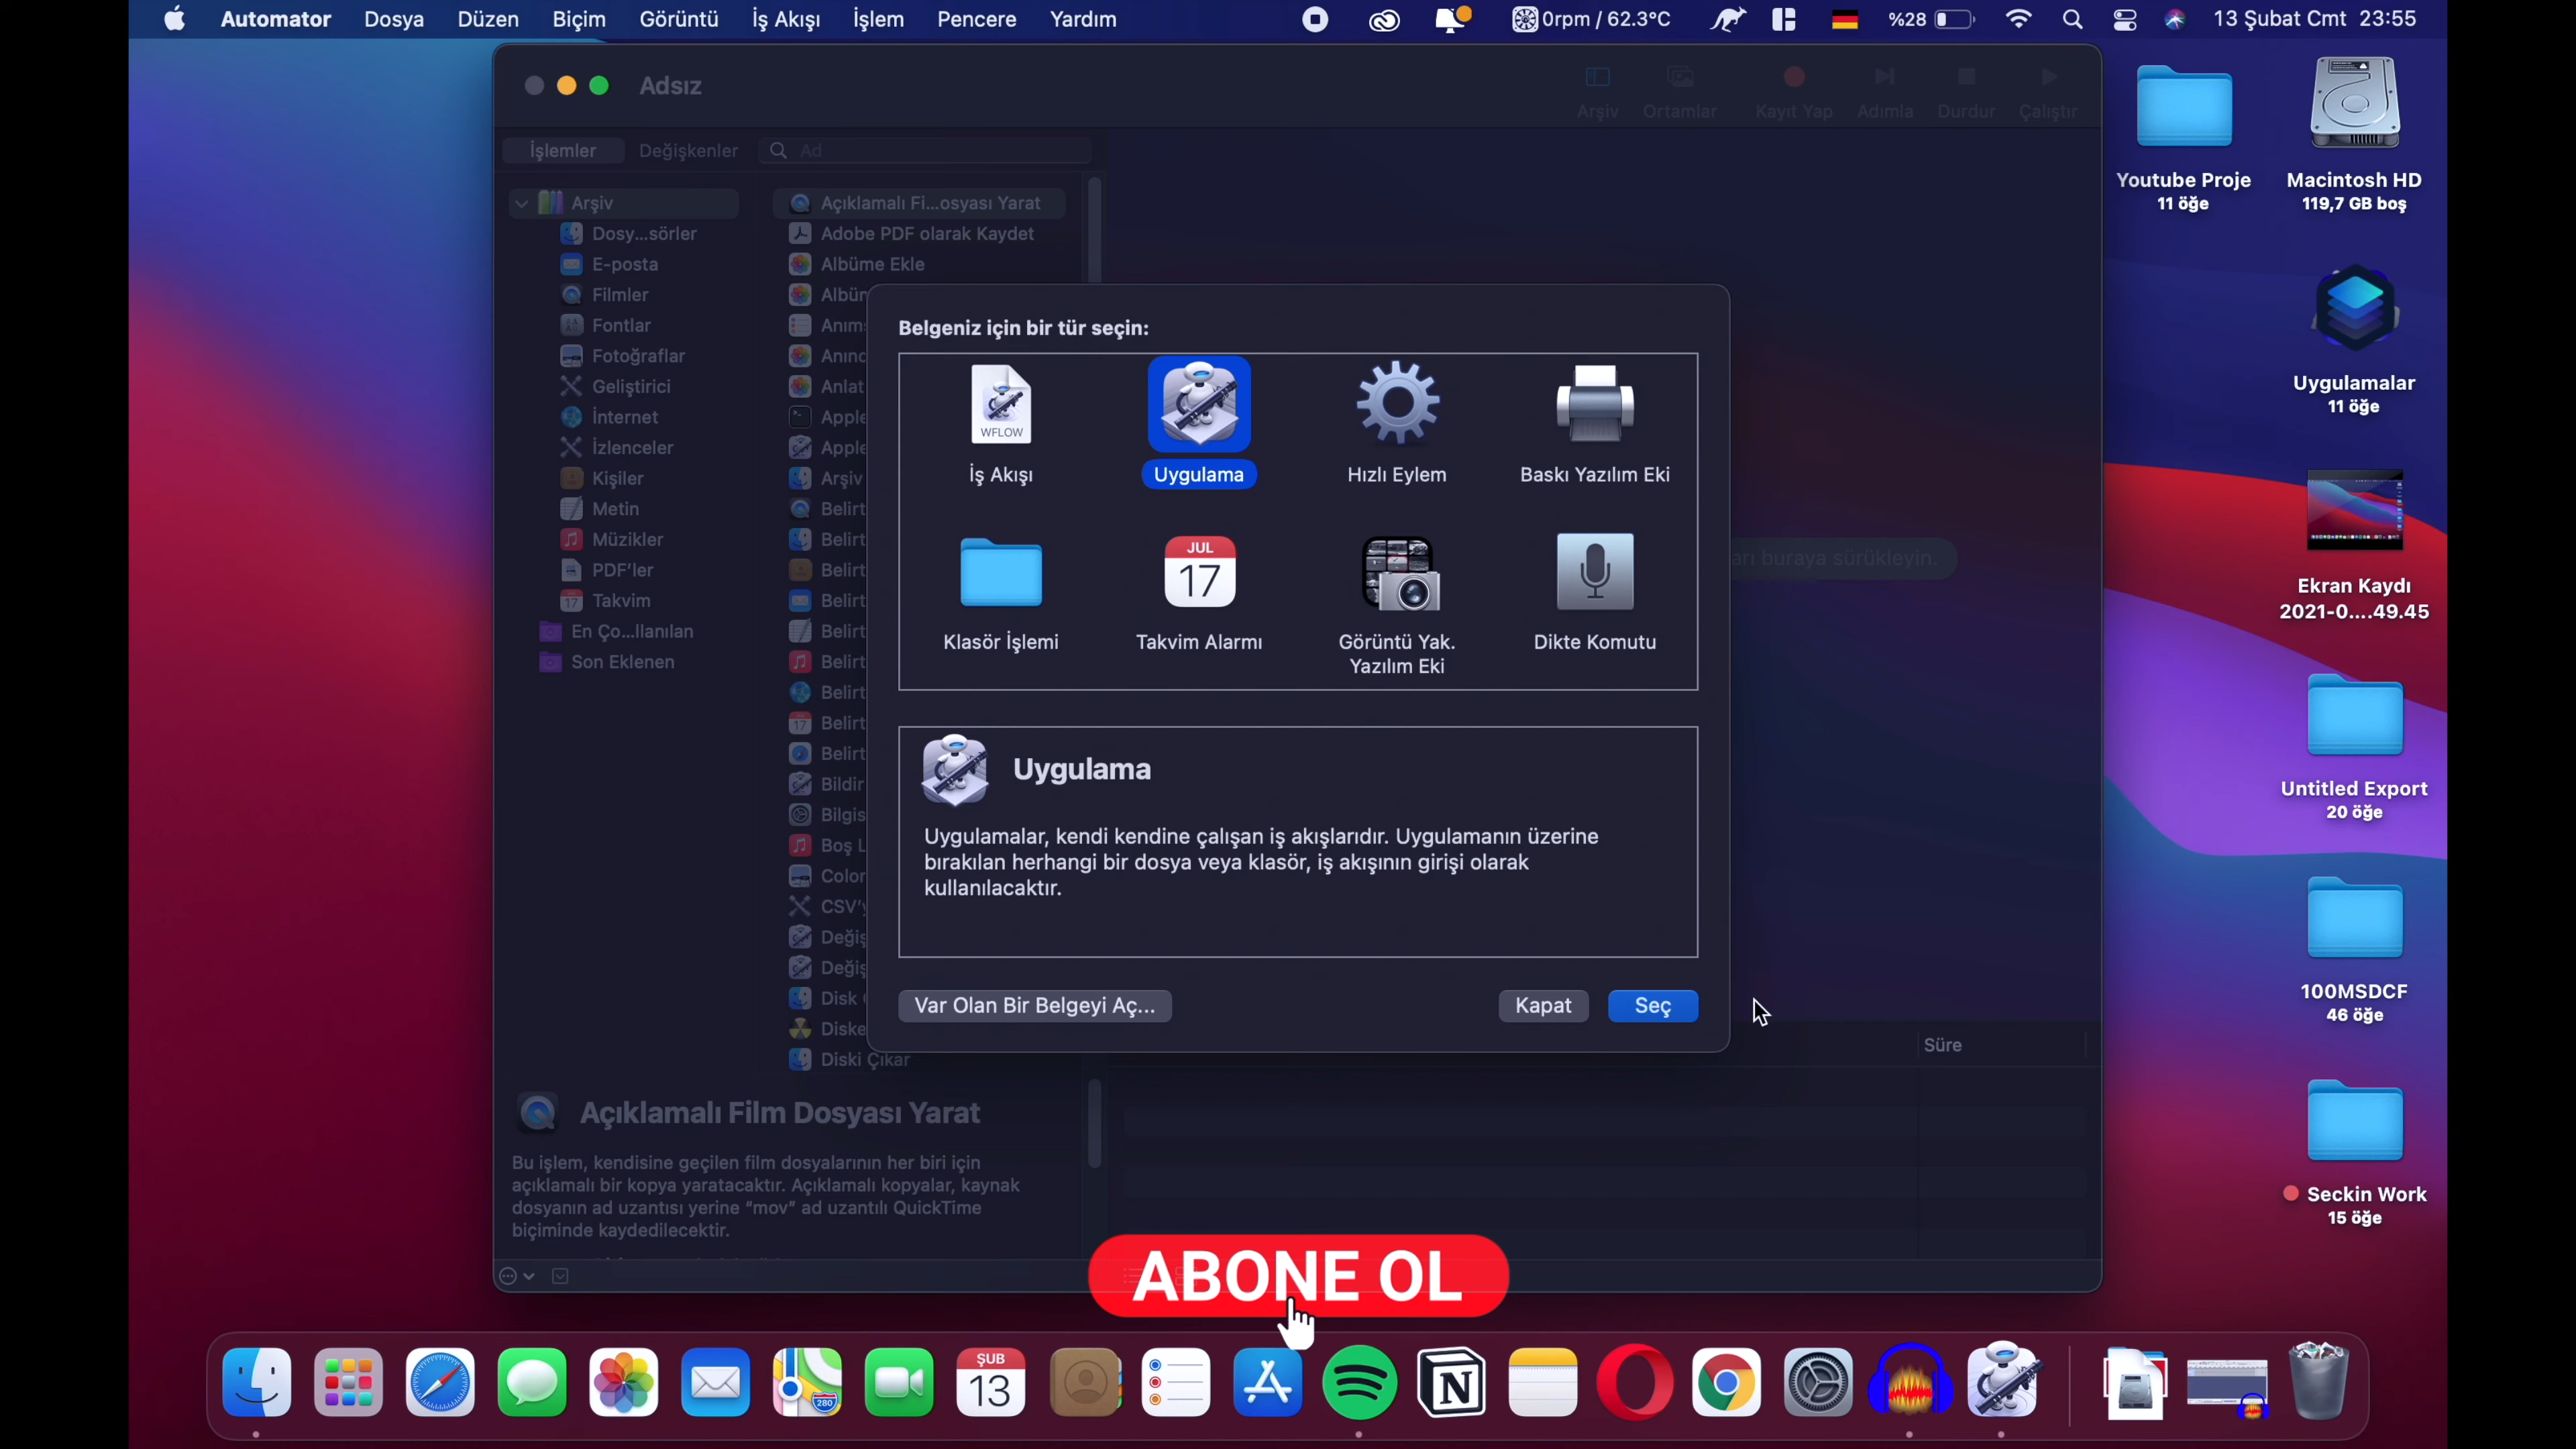 Automator Dosya Düzen Biçim Görüntü İş Akışı İşlem Pencere Yardım 0rpm / 62.3°C %28 13 Şubat Cmt 23:55
Adsız
Arşiv Ortamlar Kayıt Yap Adımla Durdur Çalıştır
İşlemler Değişkenler Ad
Arşiv
Dosy...sörler
E-posta
Filmler
Fontlar
Fotoğraflar
Geliştirici
İnternet
İzlenceler
Kişiler
Metin
Müzikler
PDF'ler
Takvim
En Ço...llanılan
Son Eklenen
Açıklamalı Fi...osyası Yarat
Adobe PDF olarak Kaydet
Albüme Ekle
Arşiv
Diski Çıkar
Belgeniz için bir tür seçin:
WFLOW
İş Akışı
Uygulama
Hızlı Eylem
Baskı Yazılım Eki
Klasör İşlemi
JUL
17
Takvim Alarmı
Görüntü Yak.
Yazılım Eki
Dikte Komutu
Uygulama
Uygulamalar, kendi kendine çalışan iş akışlarıdır. Uygulamanın üzerine
bırakılan herhangi bir dosya veya klasör, iş akışının girişi olarak
kullanılacaktır.
Var Olan Bir Belgeyi Aç...
Kapat
Seç
buraya sürükleyin.
Süre
Açıklamalı Film Dosyası Yarat
Bu işlem, kendisine geçilen film dosyalarının her biri için
açıklamalı bir kopya yaratacaktır. Açıklamalı kopyalar, kaynak
dosyanın ad uzantısı yerine “mov” ad uzantılı QuickTime
biçiminde kaydedilecektir.
ABONE OL
Youtube Proje
11 öğe
Macintosh HD
119,7 GB boş
Uygulamalar
11 öğe
Ekran Kaydı
2021-0....49.45
Untitled Export
20 öğe
100MSDCF
46 öğe
Seckin Work
15 öğe
ŞUB
13
280